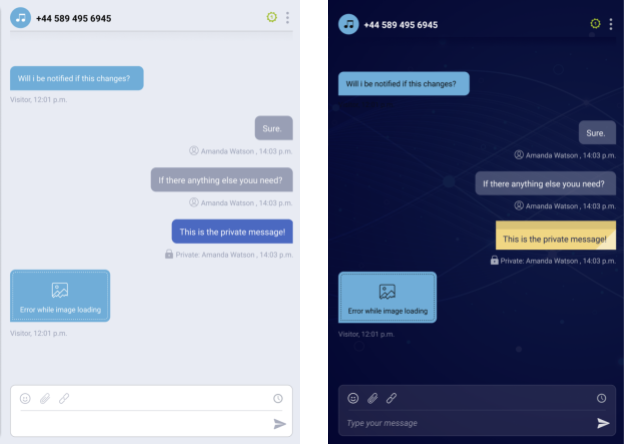 +44 589 495 6945
Will i be notified if this changes?
Visitor, 12:01 p.m.
Sure.
Amanda Watson , 14:03 p.m.
If there anything else youu need?
Amanda Watson , 14:03 p.m.
This is the private message!
Private: Amanda Watson , 14:03 p.m.
Error while image loading
Visitor, 12:01 p.m.
+44 589 495 6945
Will i be notified if this changes?
Visitor, 12:01 p.m.
Sure.
Amanda Watson , 14:03 p.m.
If there anything else youu need?
Amanda Watson , 14:03 p.m.
This is the private message!
Private: Amanda Watson , 14:03 p.m.
Error while image loading
Visitor, 12:01 p.m.
Type your message